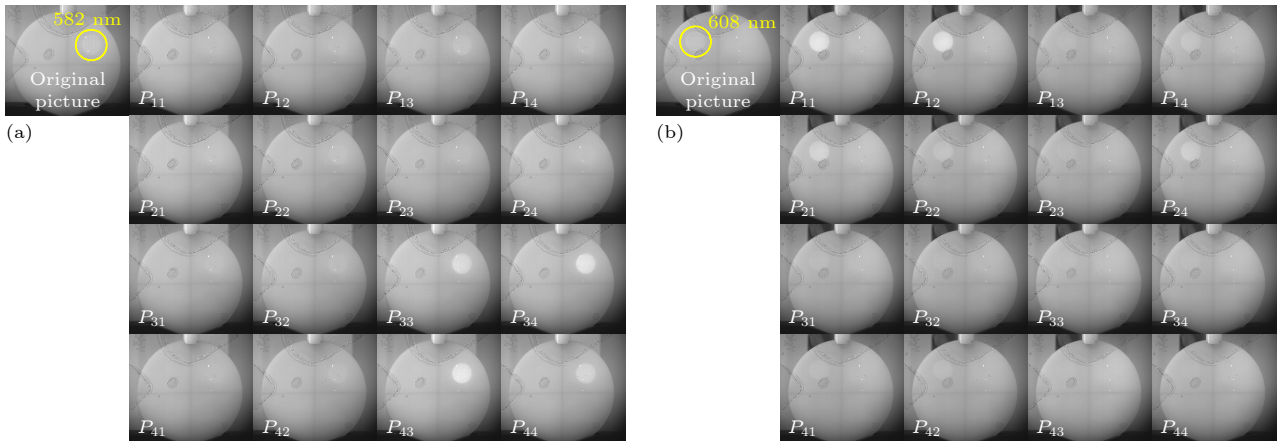 582 nm
Original
picture
P₁₁
P₁₂
P₁₃
P₁₄
(a)
P₂₁
P₂₂
P₂₃
P₂₄
P₃₁
P₃₂
P₃₃
P₃₄
P₄₁
P₄₂
P₄₃
P₄₄
608 nm
Original
picture
P₁₁
P₁₂
P₁₃
P₁₄
(b)
P₂₁
P₂₂
P₂₃
P₂₄
P₃₁
P₃₂
P₃₃
P₃₄
P₄₁
P₄₂
P₄₃
P₄₄